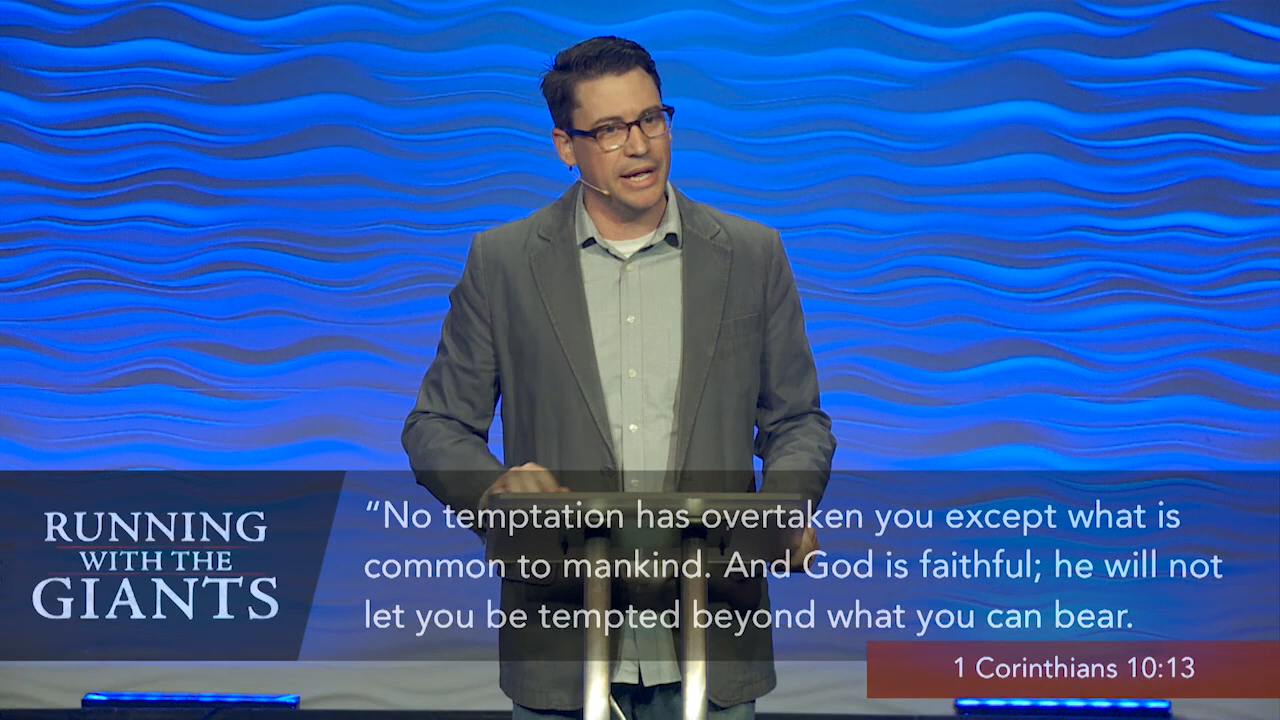 RUNNING
WITH THE
GIANTS
“No temptation has overtaken you except what is
common to mankind. And God is faithful; he will not
let you be tempted beyond what you can bear.
1 Corinthians 10:13